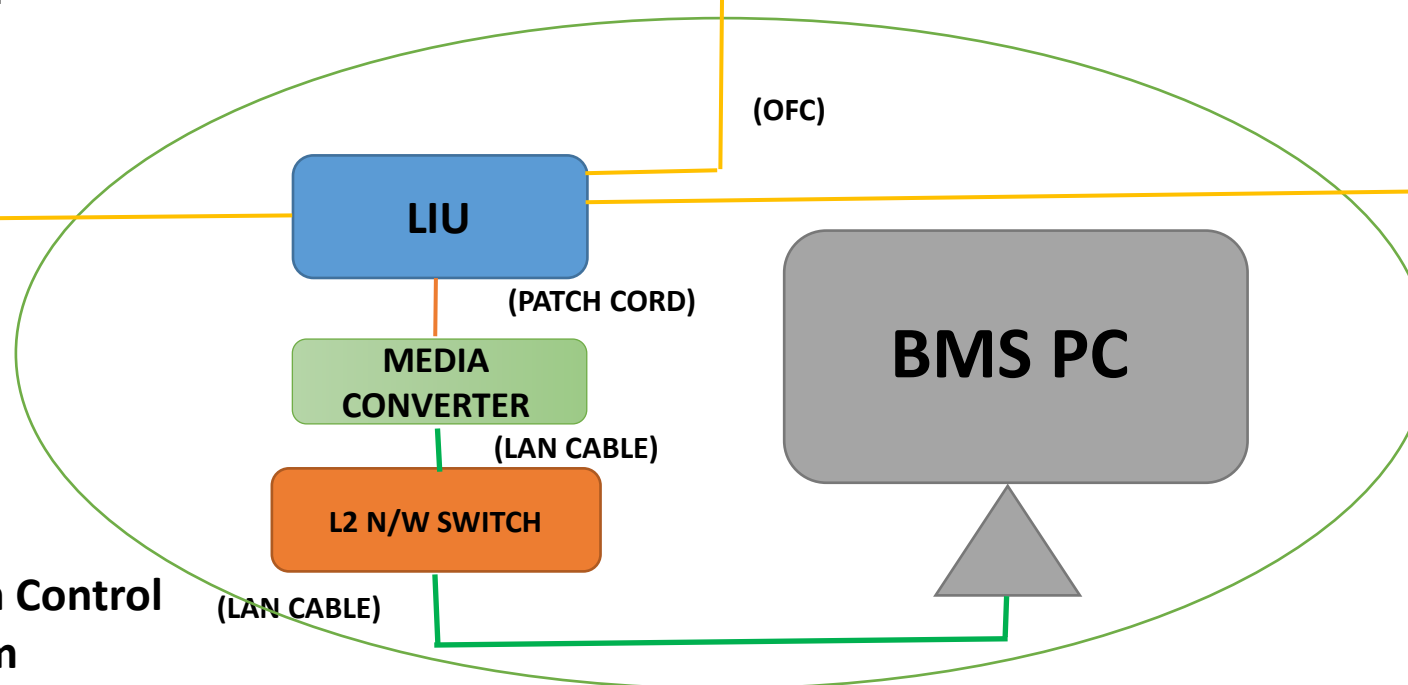 (OFC)
LIU
(PATCH CORD)
MEDIA
CONVERTER
BMS PC
(LAN CABLE)
L2 N/W SWITCH
Control
(LAN CABLE)